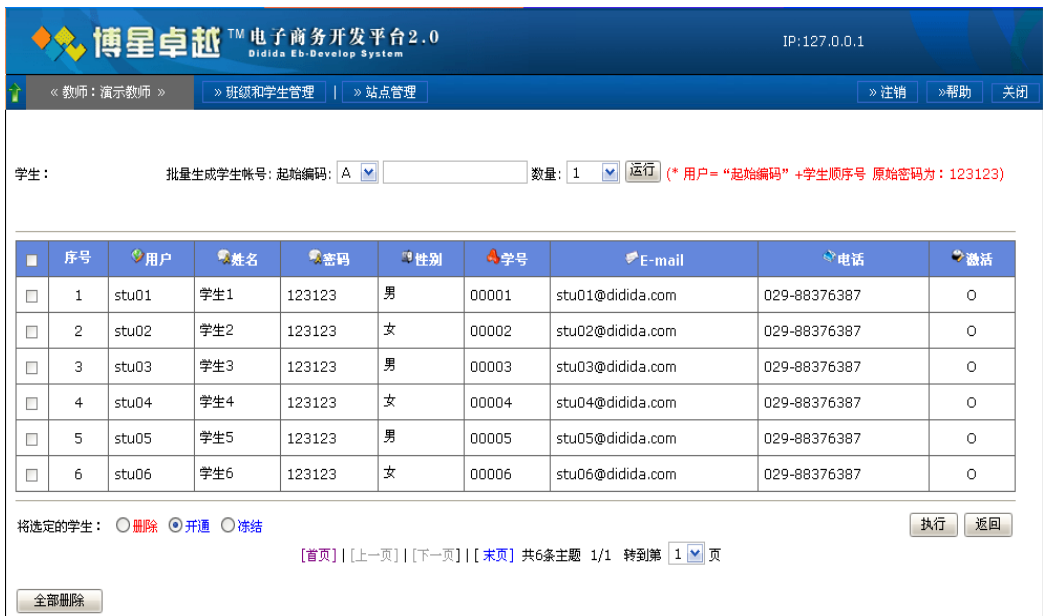 博星卓越 TM 电子商务开发平台2.0
Didida Eb-Develop System
IP:127.0.0.1
« 教师：演示教师 » » 班级和学生管理 | » 站点管理 » 注销 »帮助 关闭
学生： 批量生成学生帐号: 起始编码: A 数量: 1 运行 (* 用户= “起始编码” +学生顺序号 原始密码为：123123)
序号 用户 姓名 密码 性别 学号 E-mail 电话 激活
1 stu01 学生1 123123 男 00001 stu01@didida.com 029-88376387 O
2 stu02 学生2 123123 女 00002 stu02@didida.com 029-88376387 O
3 stu03 学生3 123123 男 00003 stu03@didida.com 029-88376387 O
4 stu04 学生4 123123 女 00004 stu04@didida.com 029-88376387 O
5 stu05 学生5 123123 男 00005 stu05@didida.com 029-88376387 O
6 stu06 学生6 123123 女 00006 stu06@didida.com 029-88376387 O
将选定的学生： 删除 开通 冻结 执行 返回
[首页] | [上一页] | [下一页] | [ 末页] 共6条主题 1/1 转到第 1 页
全部删除